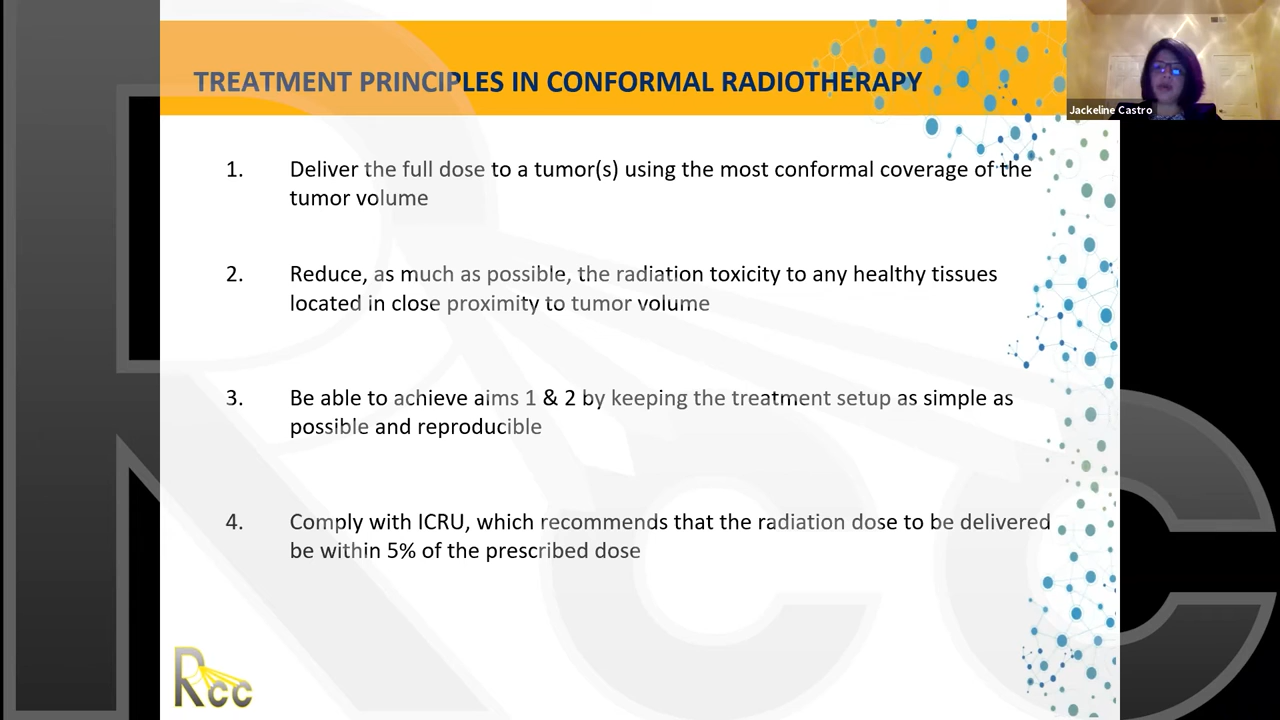 TREATMENT PRINCIPLES IN CONFORMAL RADIOTHERAPY
Jackeline Castro
1. Deliver the full dose to a tumor(s) using the most conformal coverage of the
tumor volume
2. Reduce, as much as possible, the radiation toxicity to any healthy tissues
located in close proximity to tumor volume
3. Be able to achieve aims 1 & 2 by keeping the treatment setup as simple as
possible and reproducible
4. Comply with ICRU, which recommends that the radiation dose to be delivered
be within 5% of the prescribed dose
Rcc
Rcc